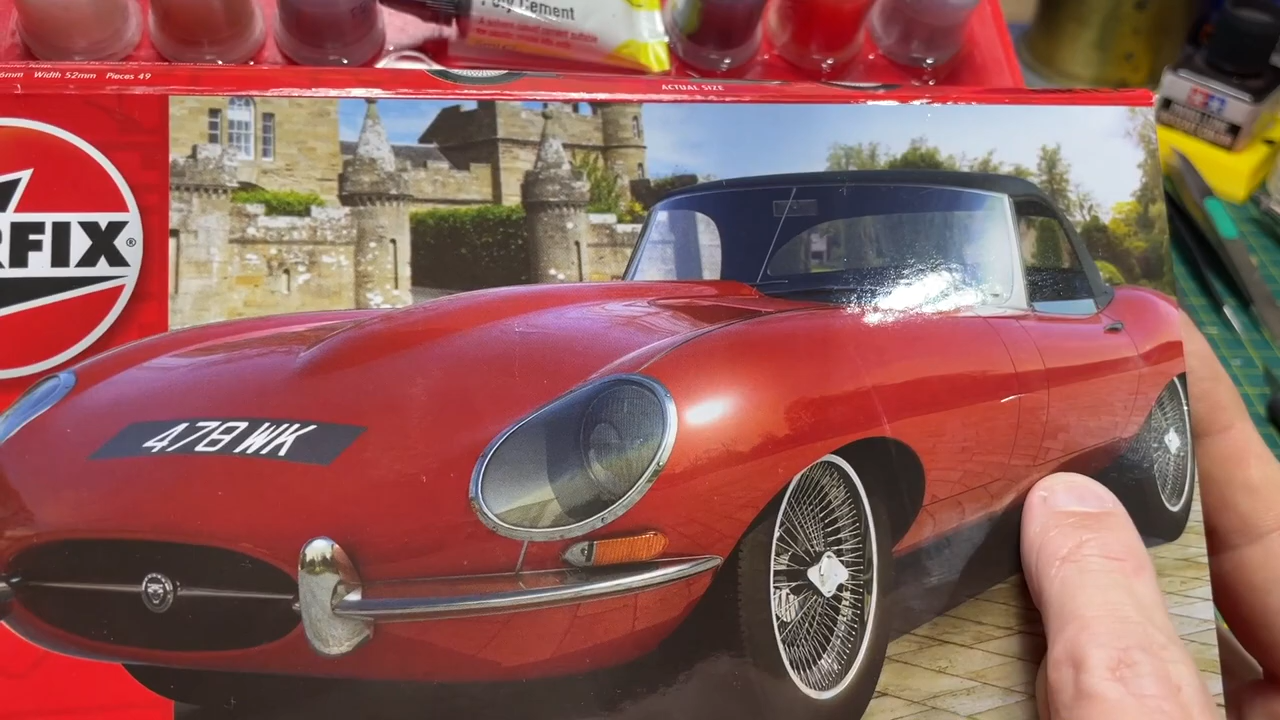 Poly Cement
6mm Width 52mm Pieces 49
ACTUAL SIZE
RFIX®
478 WK